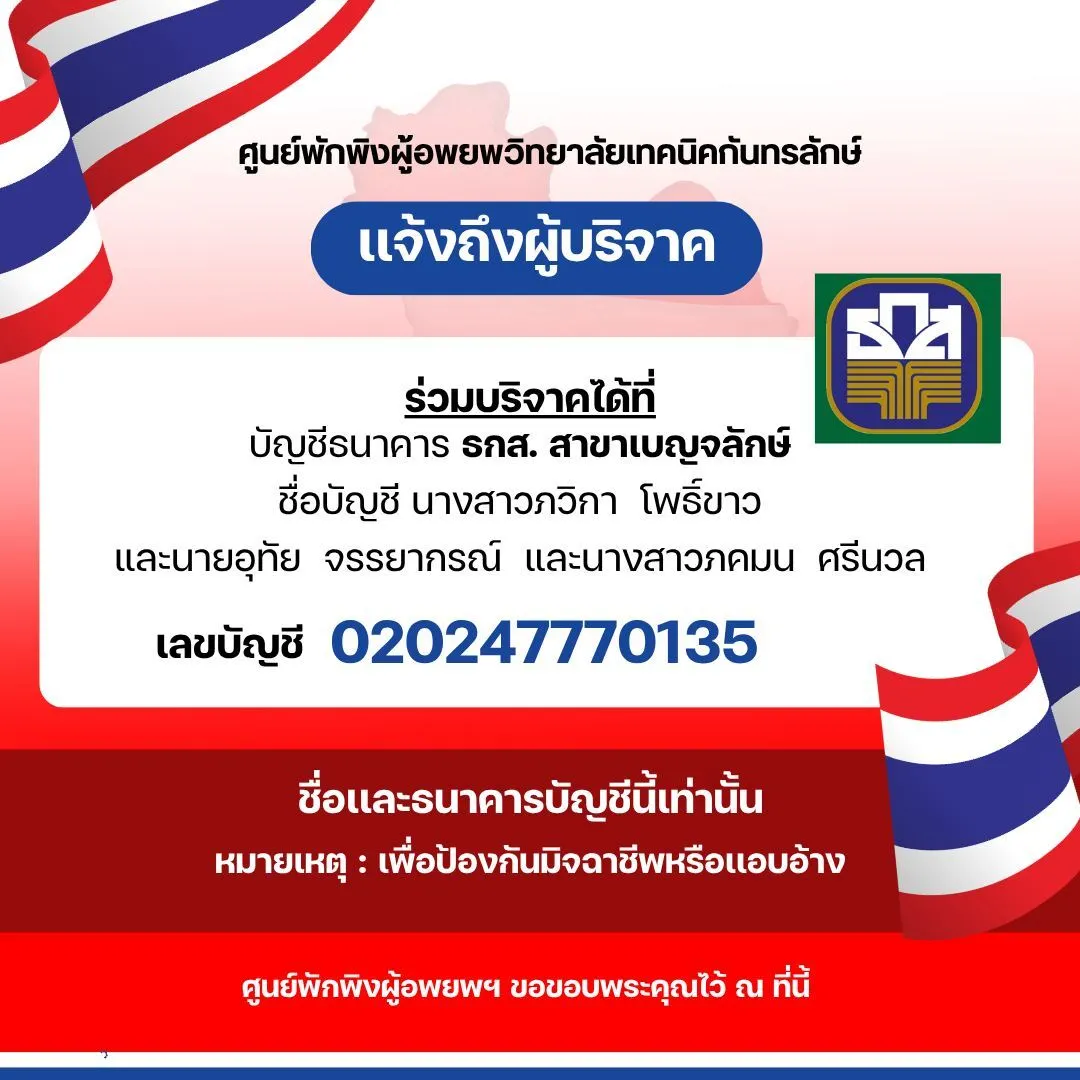 ศูนย์พักพิงผู้อพยพวิทยาลัยเทคนิคกันทรลักษ์
แจ้งถึงผู้บริจาค
ธกส
ร่วมบริจาคได้ที่
บัญชีธนาคาร ธกส. สาขาเบญจลักษ์
ชื่อบัญชี นางสาวภวิกา โพธิ์ขาว
และนายอุทัย จรรยากรณ์ และนางสาวภคมน ศรีนวล
เลขบัญชี 020247770135
ชื่อและธนาคารบัญชีนี้เท่านั้น
หมายเหตุ : เพื่อป้องกันมิจฉาชีพหรือแอบอ้าง
ศูนย์พักพิงผู้อพยพฯ ขอขอบพระคุณไว้ ณ ที่นี้